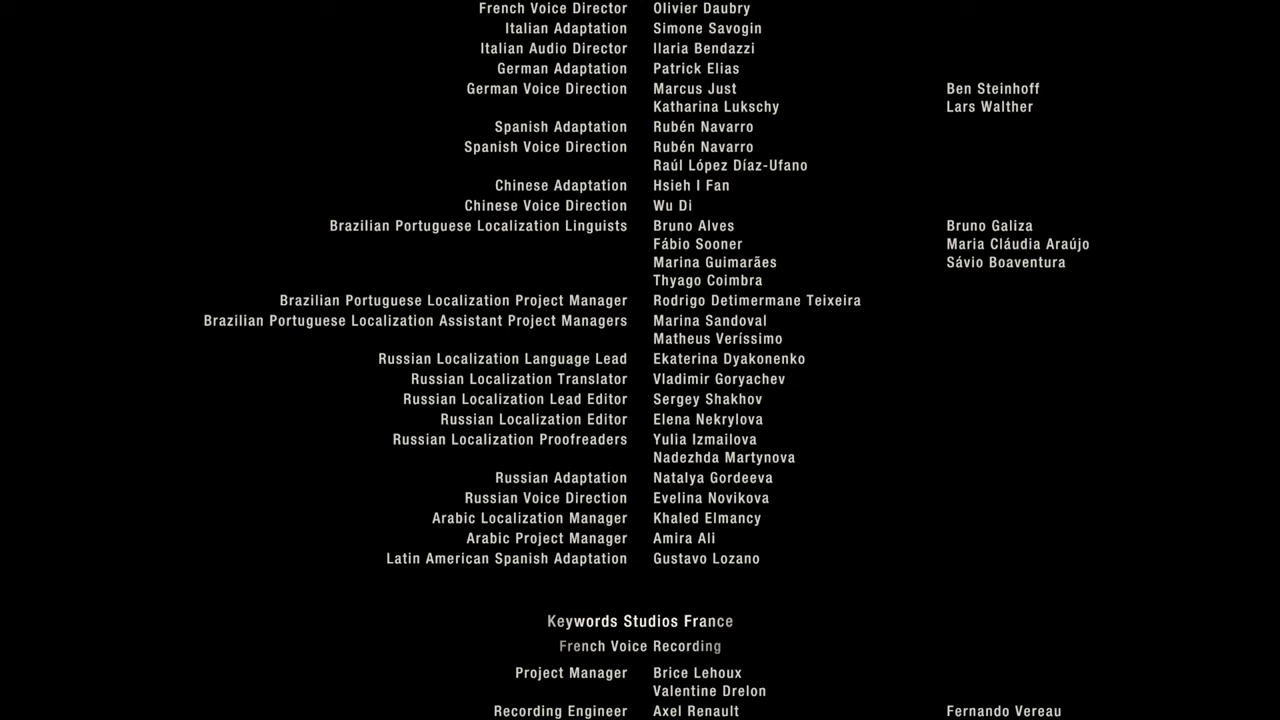 French Voice Director Olivier Daubry
Italian Adaptation Simone Savogin
Italian Audio Director Ilaria Bendazzi
German Adaptation Patrick Elias
German Voice Direction Marcus Just Ben Steinhoff
Katharina Lukschy Lars Walther
Spanish Adaptation Rubén Navarro
Spanish Voice Direction Rubén Navarro
Raúl López Díaz-Ufano
Chinese Adaptation Hsieh I Fan
Chinese Voice Direction Wu Di
Brazilian Portuguese Localization Linguists Bruno Alves Bruno Galiza
Fábio Sooner Maria Cláudia Araújo
Marina Guimarães Sávio Boaventura
Thyago Coimbra
Brazilian Portuguese Localization Project Manager Rodrigo Detimermane Teixeira
Brazilian Portuguese Localization Assistant Project Managers Marina Sandoval
Matheus Veríssimo
Russian Localization Language Lead Ekaterina Dyakonenko
Russian Localization Translator Vladimir Goryachev
Russian Localization Lead Editor Sergey Shakhov
Russian Localization Editor Elena Nekrylova
Russian Localization Proofreaders Yulia Izmailova
Nadezhda Martynova
Russian Adaptation Natalya Gordeeva
Russian Voice Direction Evelina Novikova
Arabic Localization Manager Khaled Elmancy
Arabic Project Manager Amira Ali
Latin American Spanish Adaptation Gustavo Lozano
Keywords Studios France
French Voice Recording
Project Manager Brice Lehoux
Valentine Drelon
Recording Engineer Axel Renault Fernando Vereau